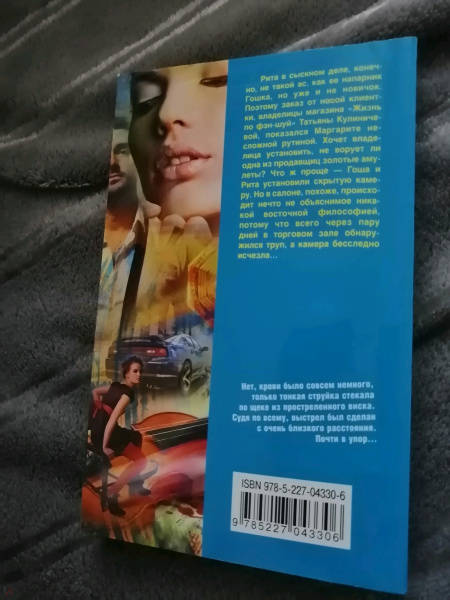 Рита в сыскном деле, конеч-
но, не такой ас, как ее напарник
Гошка, но уже и не новичок.
Поэтому заказ от новой клиент-
ки, владелицы магазина «Жизнь
по фэн-шуй» Татьяны Кулиниче-
вой, показался Маргарите не-
сложной рутиной. Хочет владе-
лица установить, не ворует ли
одна из продавщиц золотые аму-
леты? Что ж проще — Гоша и
Рита установили скрытую каме-
ру. Но в салоне, похоже, происхо-
дит нечто не объяснимое ника-
кой восточной философией,
потому что всего через пару
дней в торговом зале обнару-
жился труп, а камера бесследно
исчезла...
Нет, крови было совсем немного,
только тонкая струйка стекала
по щеке из простреленного виска.
Судя по всему, выстрел был сделан
с очень близкого расстояния.
Почти в упор...
ISBN 978-5-227-04330-6
9 785227 043306